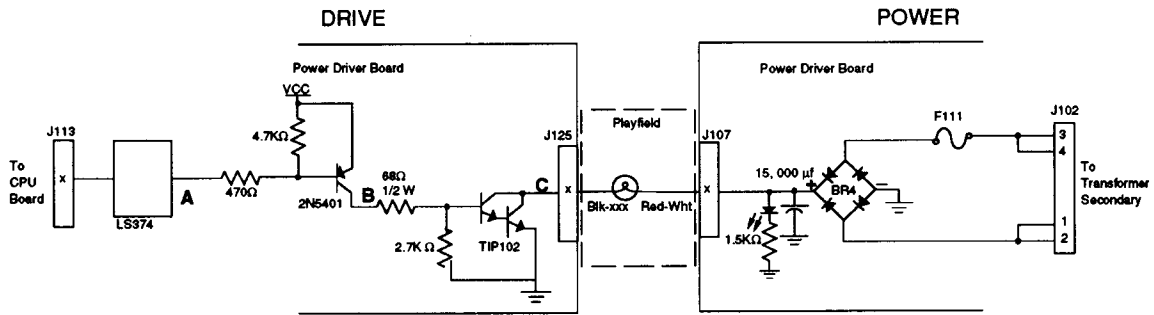 DRIVE
POWER
Power Driver Board
Power Driver Board
VCC
J113
4.7KΩ
J125
Playfield
J107
F111
J102
To
CPU
Board
x
A
470Ω
LS374
2N5401
B
68Ω
1/2 W
C
x
Blk-xxx
Red-Wht
x
15, 000 µf
+
BR4
-
3
4
To
Transformer
Secondary
1
2
2.7K Ω
TIP102
1.5KΩ